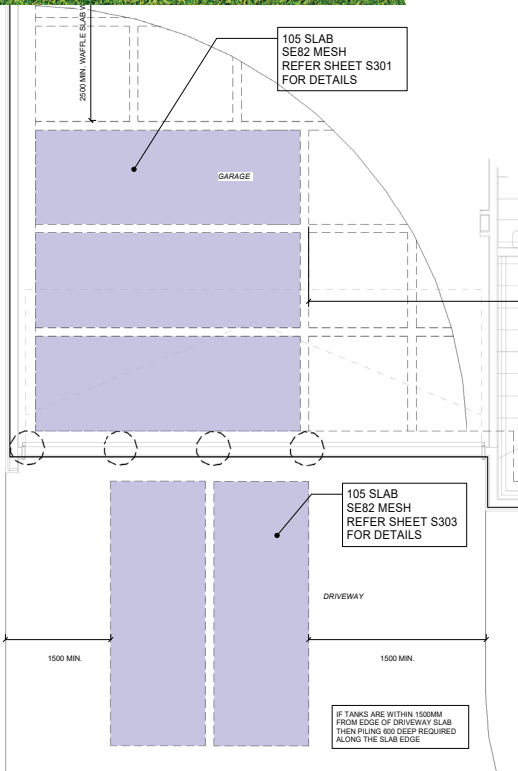 2500 MIN. WAFFLE SLAB
105 SLAB
SE82 MESH
REFER SHEET S301
FOR DETAILS
GARAGE
105 SLAB
SE82 MESH
REFER SHEET S303
FOR DETAILS
DRIVEWAY
1500 MIN.
1500 MIN.
IF TANKS ARE WITHIN 1500MM
FROM EDGE OF DRIVEWAY SLAB
THEN PILING 600 DEEP REQUIRED
ALONG THE SLAB EDGE